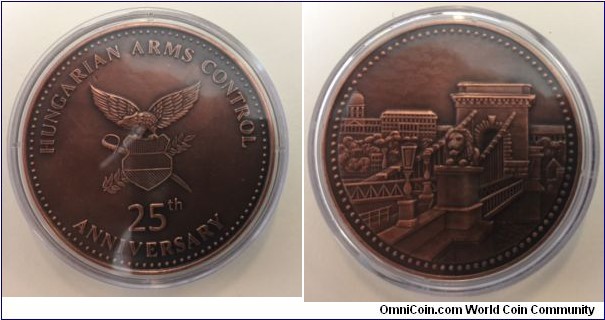 HUNGARIAN ARMS CONTROL
25th
ANNIVERSARY
OmniCoin.com World Coin Community